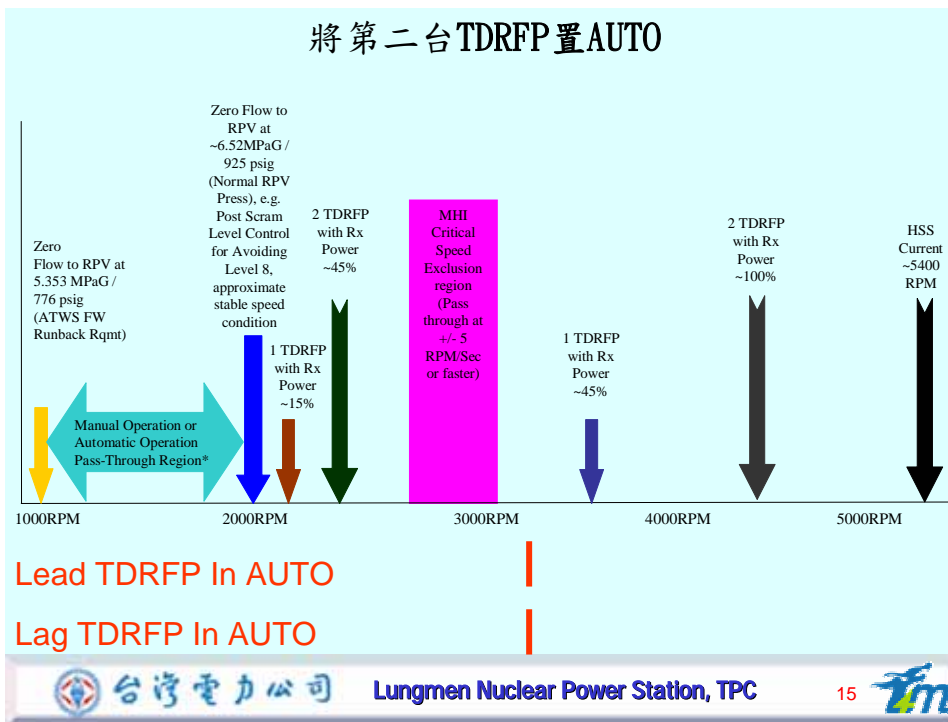 將第二台TDRFP置AUTO
Zero
Flow to RPV at
5.353 MPaG /
776 psig
(ATWS FW
Runback Rqmt)
Zero Flow to
RPV at
~6.52MPaG /
925 psig
(Normal RPV
Press), e.g.
Post Scram
Level Control
for Avoiding
Level 8,
approximate
stable speed
condition
1 TDRFP
with Rx
Power
~15%
2 TDRFP
with Rx
Power
~45%
MHI
Critical
Speed
Exclusion
region
(Pass
through at
+/- 5
RPM/Sec
or faster)
1 TDRFP
with Rx
Power
~45%
2 TDRFP
with Rx
Power
~100%
HSS
Current
~5400
RPM
Manual Operation or
Automatic Operation
Pass-Through Region*
1000RPM
2000RPM
3000RPM
4000RPM
5000RPM
Lead TDRFP In AUTO
Lag TDRFP In AUTO
台灣電力公司
Lungmen Nuclear Power Station, TPC
15